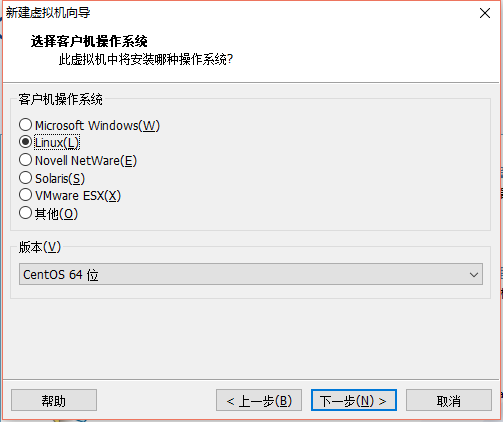 新建虚拟机向导
选择客户机操作系统
此虚拟机中将安装哪种操作系统?
客户机操作系统
Microsoft Windows(W)
Linux(L)
Novell NetWare(E)
Solaris(S)
VMware ESX(X)
其他(O)
版本(V)
CentOS 64 位
帮助
< 上一步(B)
下一步(N) >
取消